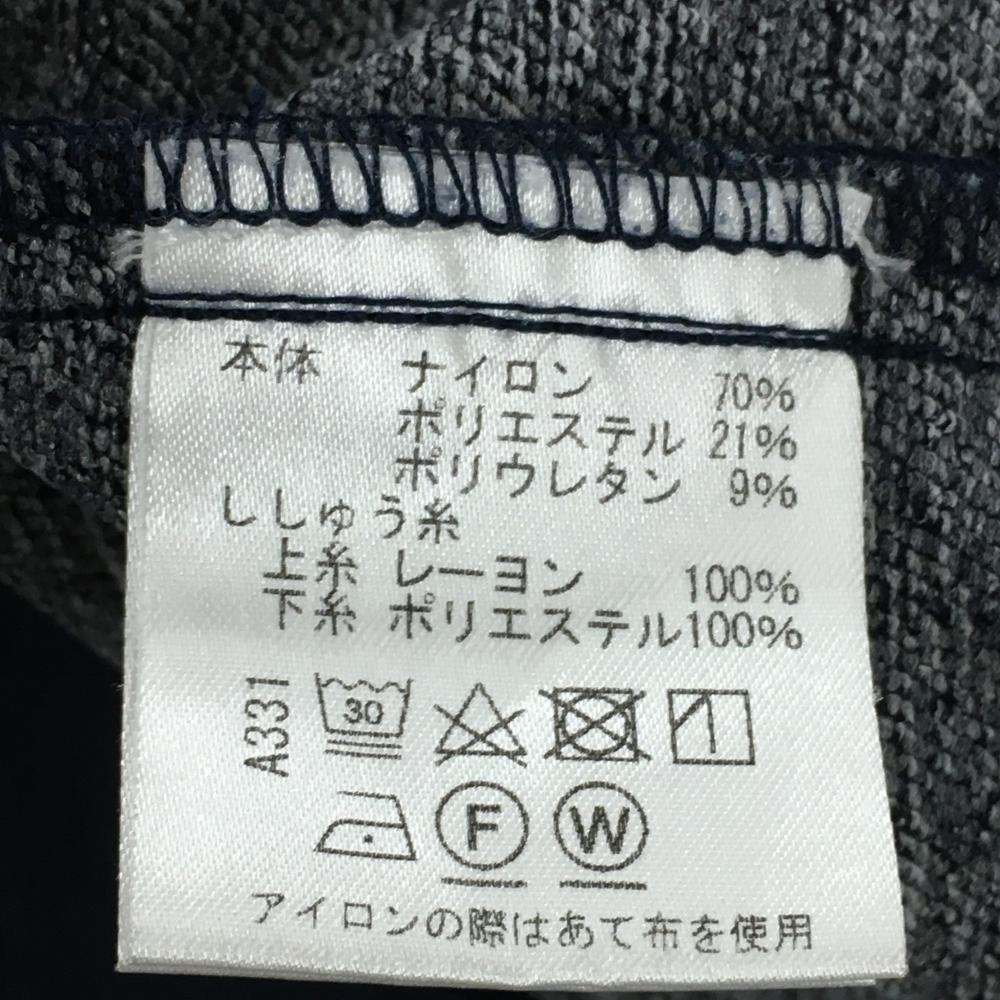 本体 ナイロン 70%
ポリエステル 21%
ポリウレタン 9%
ししゅう糸
上糸 レーヨン 100%
下糸 ポリエステル100%
A331
30
F W
アイロンの際はあて布を使用